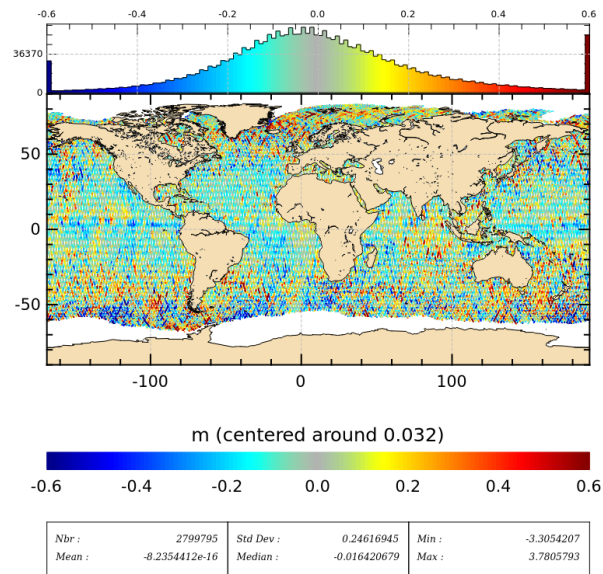 -0.6 -0.4 -0.2 0.0 0.2 0.4 0.6
36370
0
50
0
-50
-100 0 100
m (centered around 0.032)
-0.6 -0.4 -0.2 0.0 0.2 0.4 0.6
Nbr : 2799795 Std Dev : 0.24616945 Min : -3.3054207
Mean : -8.2354412e-16 Median : -0.016420679 Max : 3.7805793